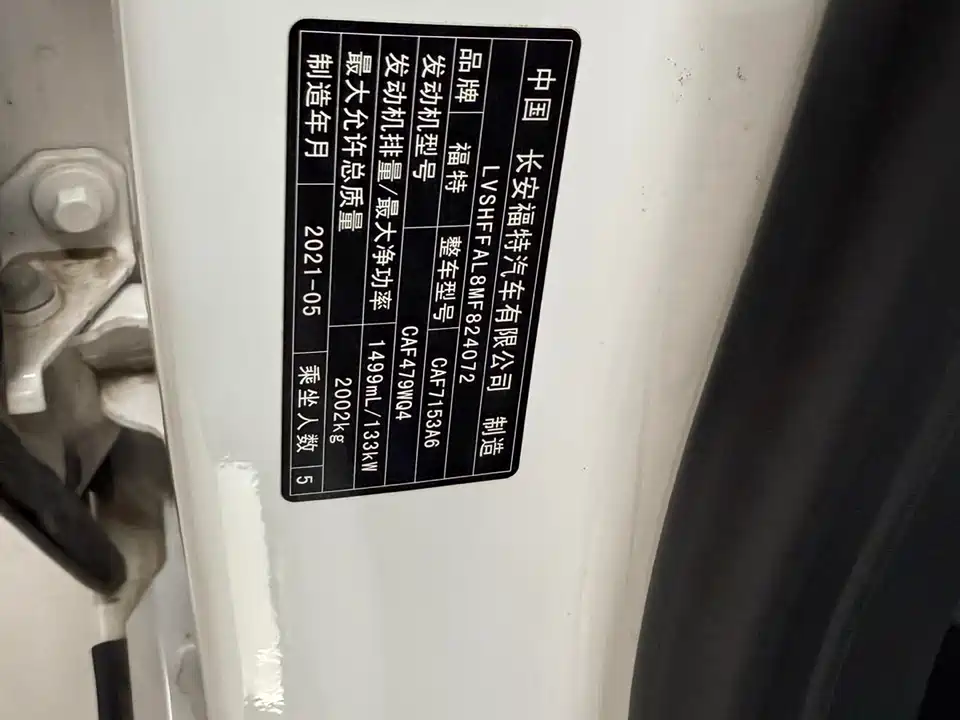 中国 长安福特汽车有限公司 制造
LVSHFFAL8MF824072
品牌 福特 整车型号 CAF7153A6
发动机型号 CAF479WQ4
发动机排量/最大净功率 1499mL/133kW
最大允许总质量 2002kg
制造年月 2021-05 乘坐人数 5